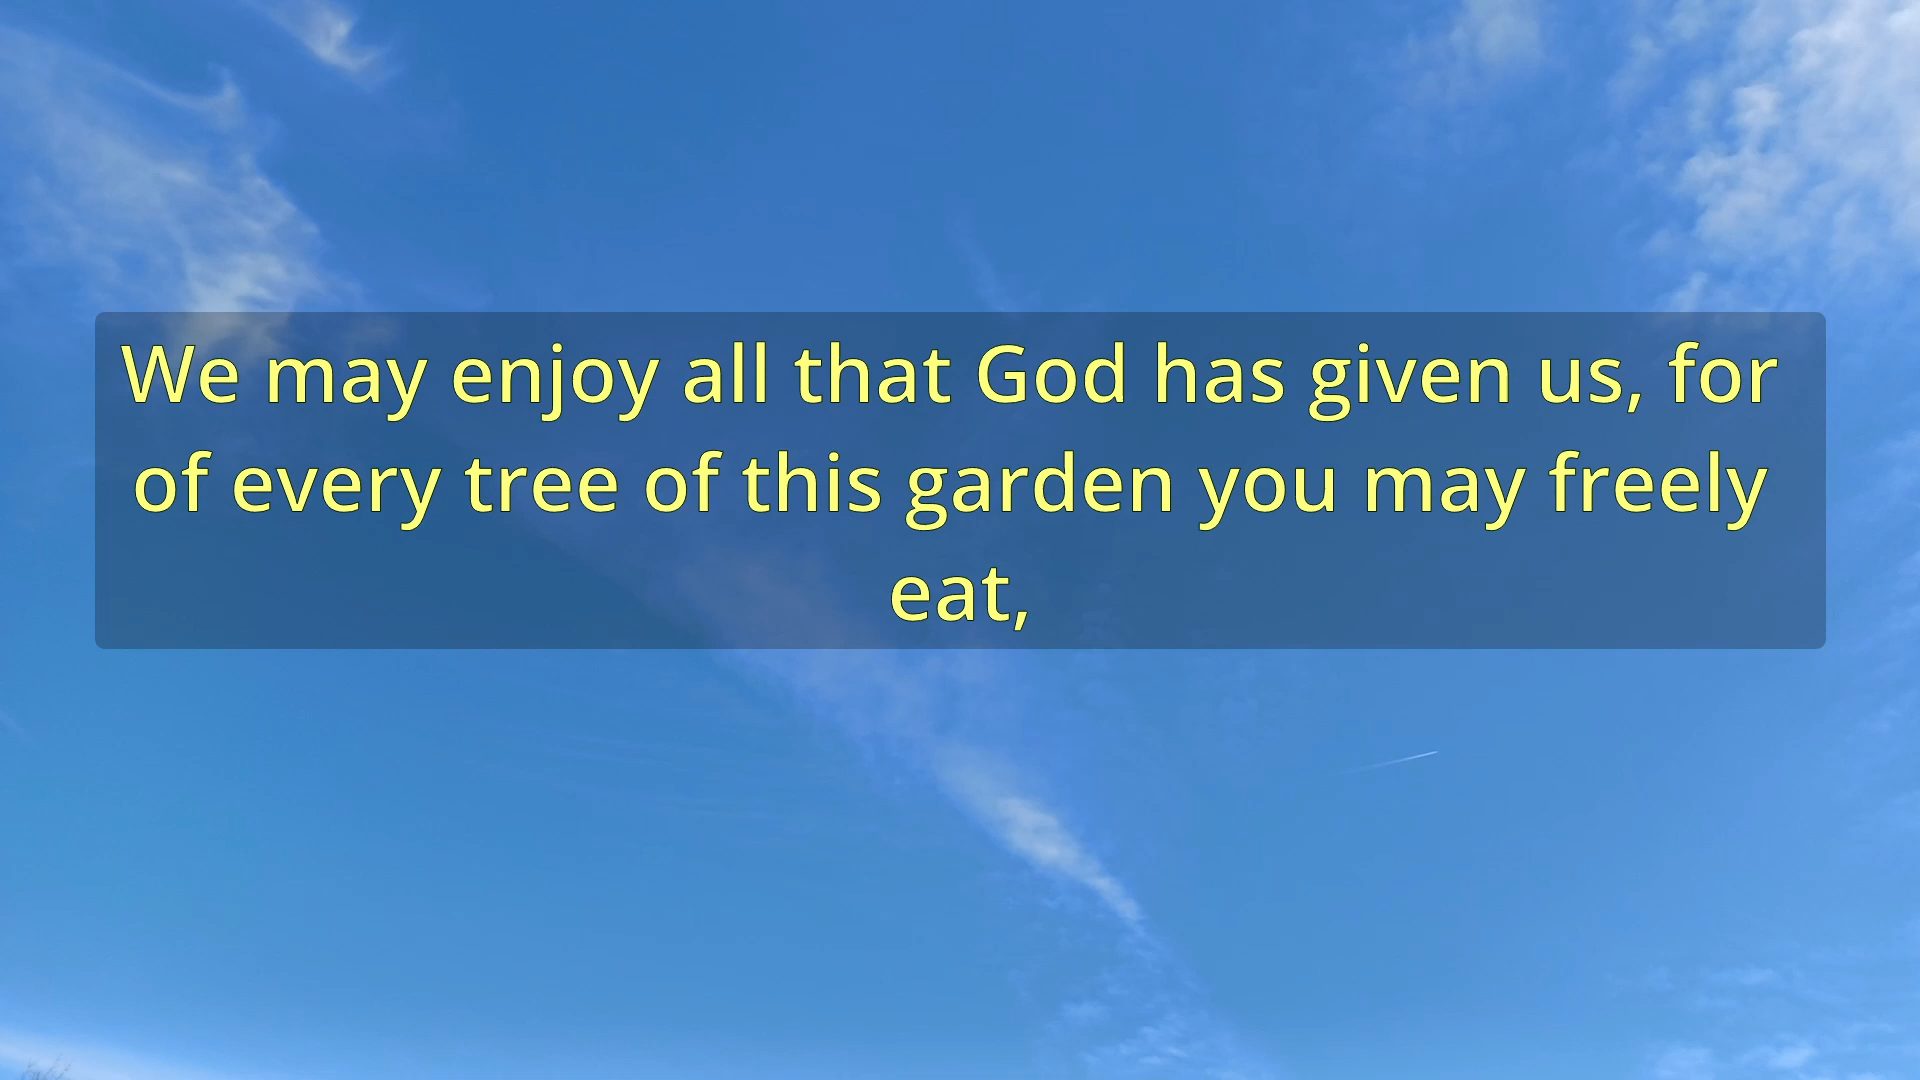 We may enjoy all that God has given us, for
of every tree of this garden you may freely
eat,